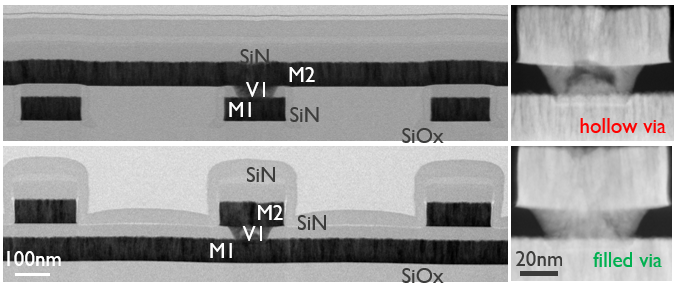 SiN
M2
V1
M1
SiN
SiOx
hollow via
SiN
M2
SiN
V1
M1
100nm
SiOx
20nm
filled via